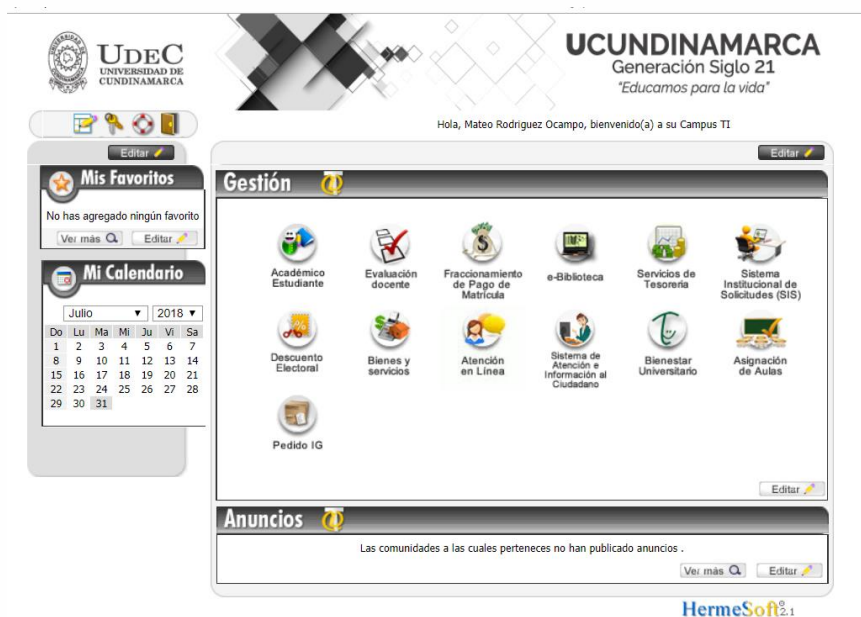 UDEC
UNIVERSIDAD DE
CUNDINAMARCA
UCUNDINAMARCA
Generación Siglo 21
"Educamos para la vida"
Hola, Mateo Rodriguez Ocampo, bienvenido(a) a su Campus TI
Editar
Mis Favoritos
No has agregado ningún favorito
Ver más
Editar
Mi Calendario
Julio 2018
Do Lu Ma Mi Ju Vi Sa
1 2 3 4 5 6 7
8 9 10 11 12 13 14
15 16 17 18 19 20 21
22 23 24 25 26 27 28
29 30 31
Editar
Gestión
Académico
Estudiante
Evaluación
docente
Fraccionamiento
de Pago de
Matrícula
e-Biblioteca
Servicios de
Tesorería
Sistema
Institucional de
Solicitudes (SIS)
Descuento
Electoral
Bienes y
servicios
Atención
en Línea
Sistema de
Atención e
Información al
Ciudadano
Bienestar
Universitario
Asignación
de Aulas
Pedido IG
Editar
Anuncios
Las comunidades a las cuales perteneces no han publicado anuncios .
Ver más
Editar
HermeSoft® 2.1